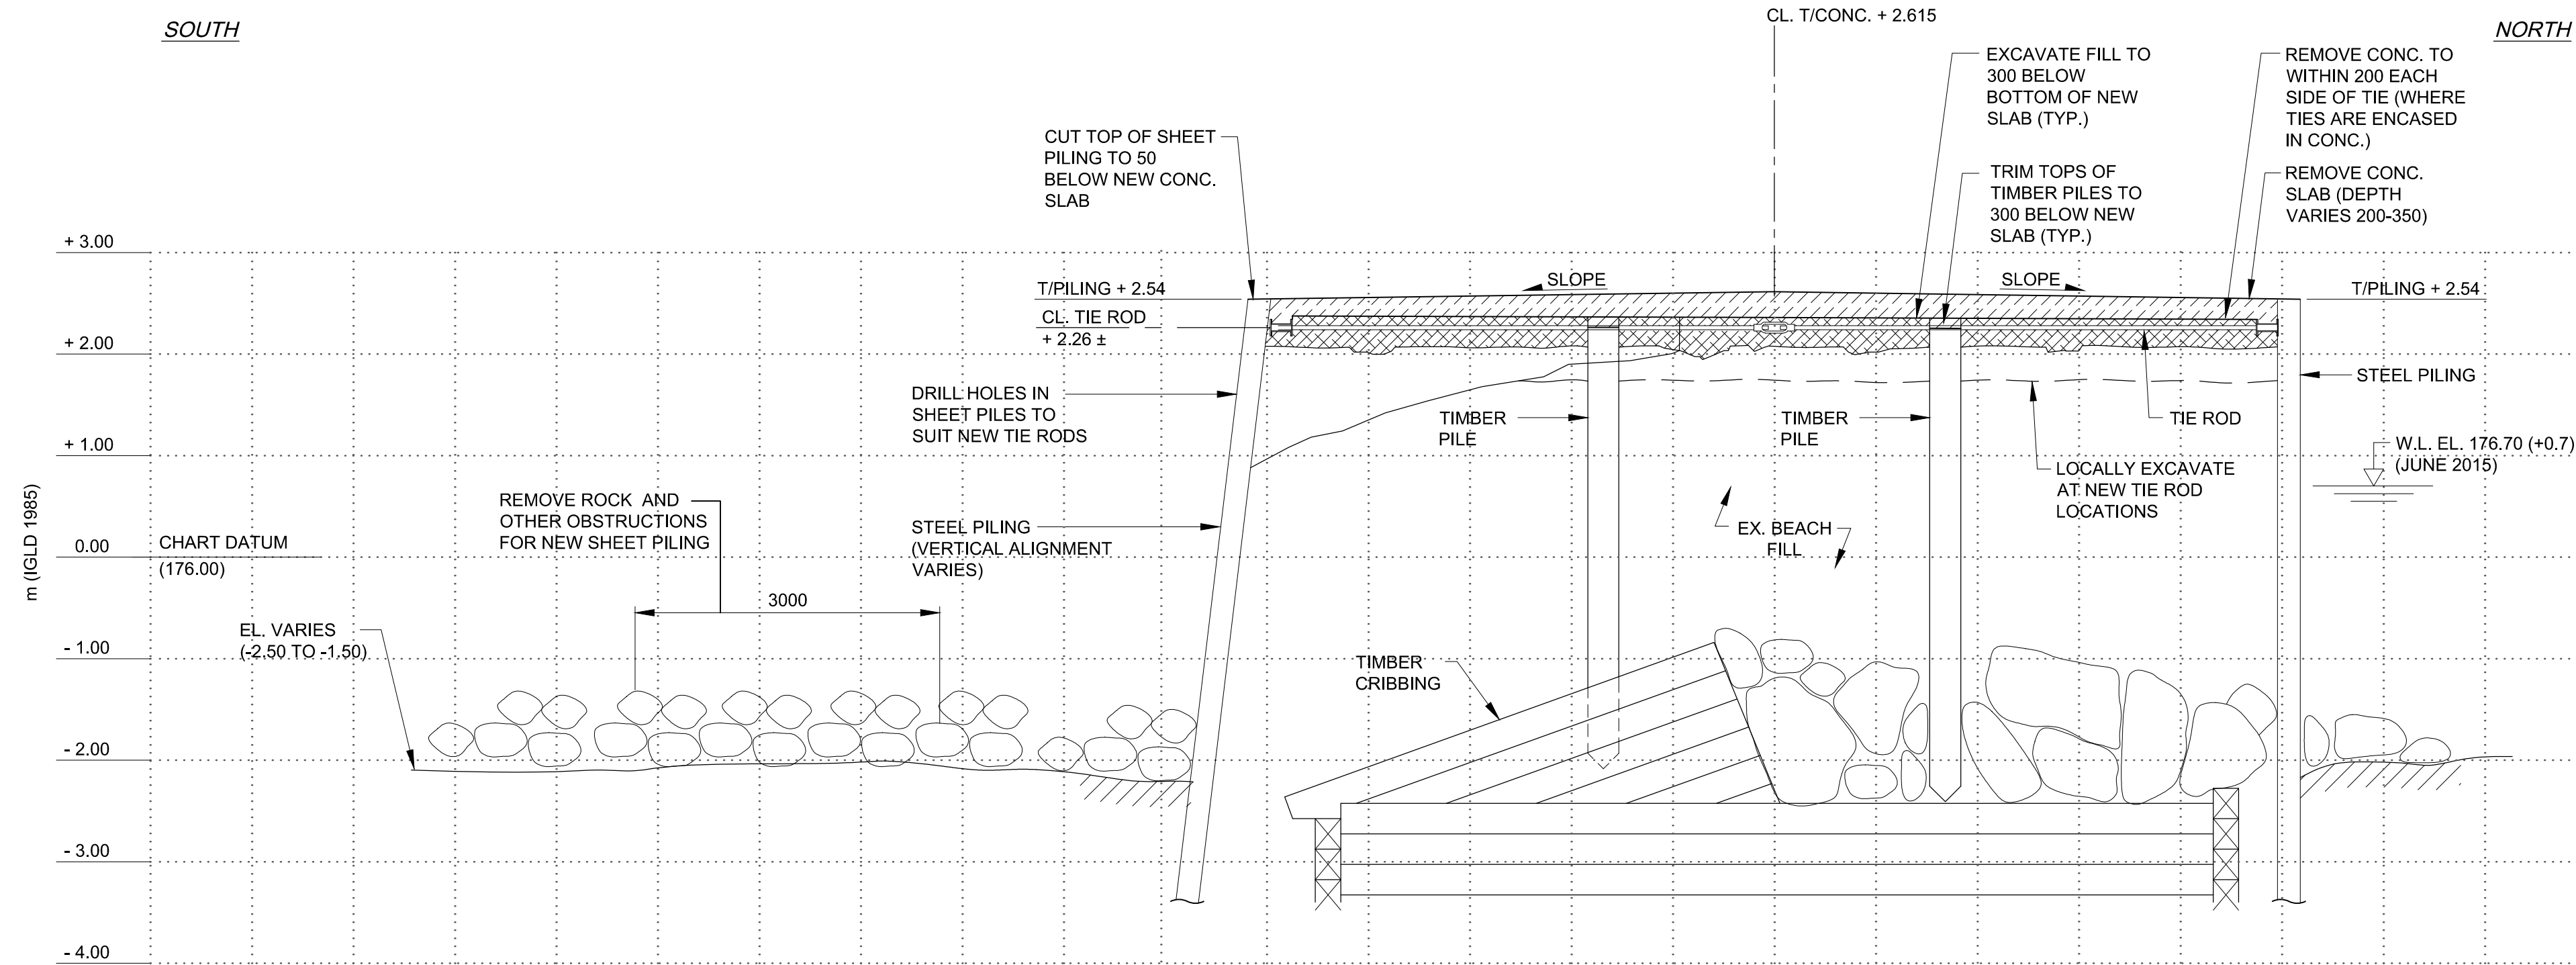 SOUTH
NORTH
CL. T/CONC. + 2.615
EXCAVATE FILL TO
300 BELOW
BOTTOM OF NEW
SLAB (TYP.)
REMOVE CONC. TO
WITHIN 200 EACH
SIDE OF TIE (WHERE
TIES ARE ENCASED
IN CONC.)
CUT TOP OF SHEET
PILING TO 50
BELOW NEW CONC.
SLAB
TRIM TOPS OF
TIMBER PILES TO
300 BELOW NEW
SLAB (TYP.)
REMOVE CONC.
SLAB (DEPTH
VARIES 200-350)
+ 3.00
SLOPE
SLOPE
T/PILING + 2.54
T/PILING + 2.54
CL. TIE ROD
+ 2.26 ±
+ 2.00
DRILL HOLES IN
SHEET PILES TO
SUIT NEW TIE RODS
STEEL PILING
TIMBER
PILE
TIMBER
PILE
TIE ROD
+ 1.00
W.L. EL. 176.70 (+0.7)
(JUNE 2015)
LOCALLY EXCAVATE
AT NEW TIE ROD
LOCATIONS
m (IGLD 1985)
REMOVE ROCK AND
OTHER OBSTRUCTIONS
FOR NEW SHEET PILING
STEEL PILING
(VERTICAL ALIGNMENT
VARIES)
EX. BEACH
FILL
0.00
CHART DATUM
(176.00)
3000
EL. VARIES
(-2.50 TO -1.50)
- 1.00
TIMBER
CRIBBING
- 2.00
- 3.00
- 4.00